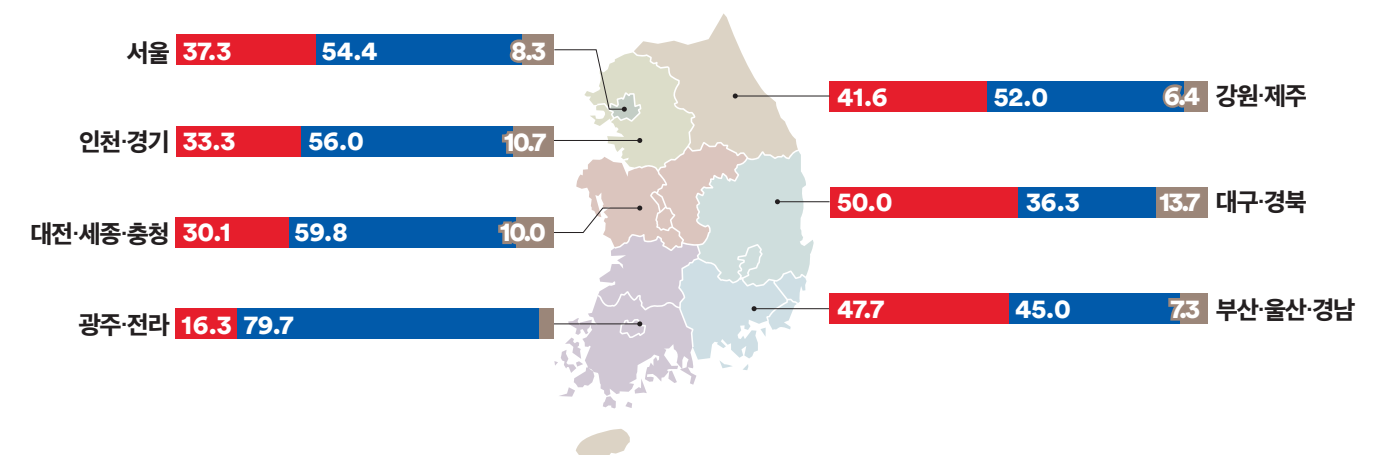 서울 37.3 54.4 8.3
인천·경기 33.3 56.0 10.7
대전·세종·충청 30.1 59.8 10.0
광주·전라 16.3 79.7
41.6 52.0 6.4 강원·제주
50.0 36.3 13.7 대구·경북
47.7 45.0 7.3 부산·울산·경남